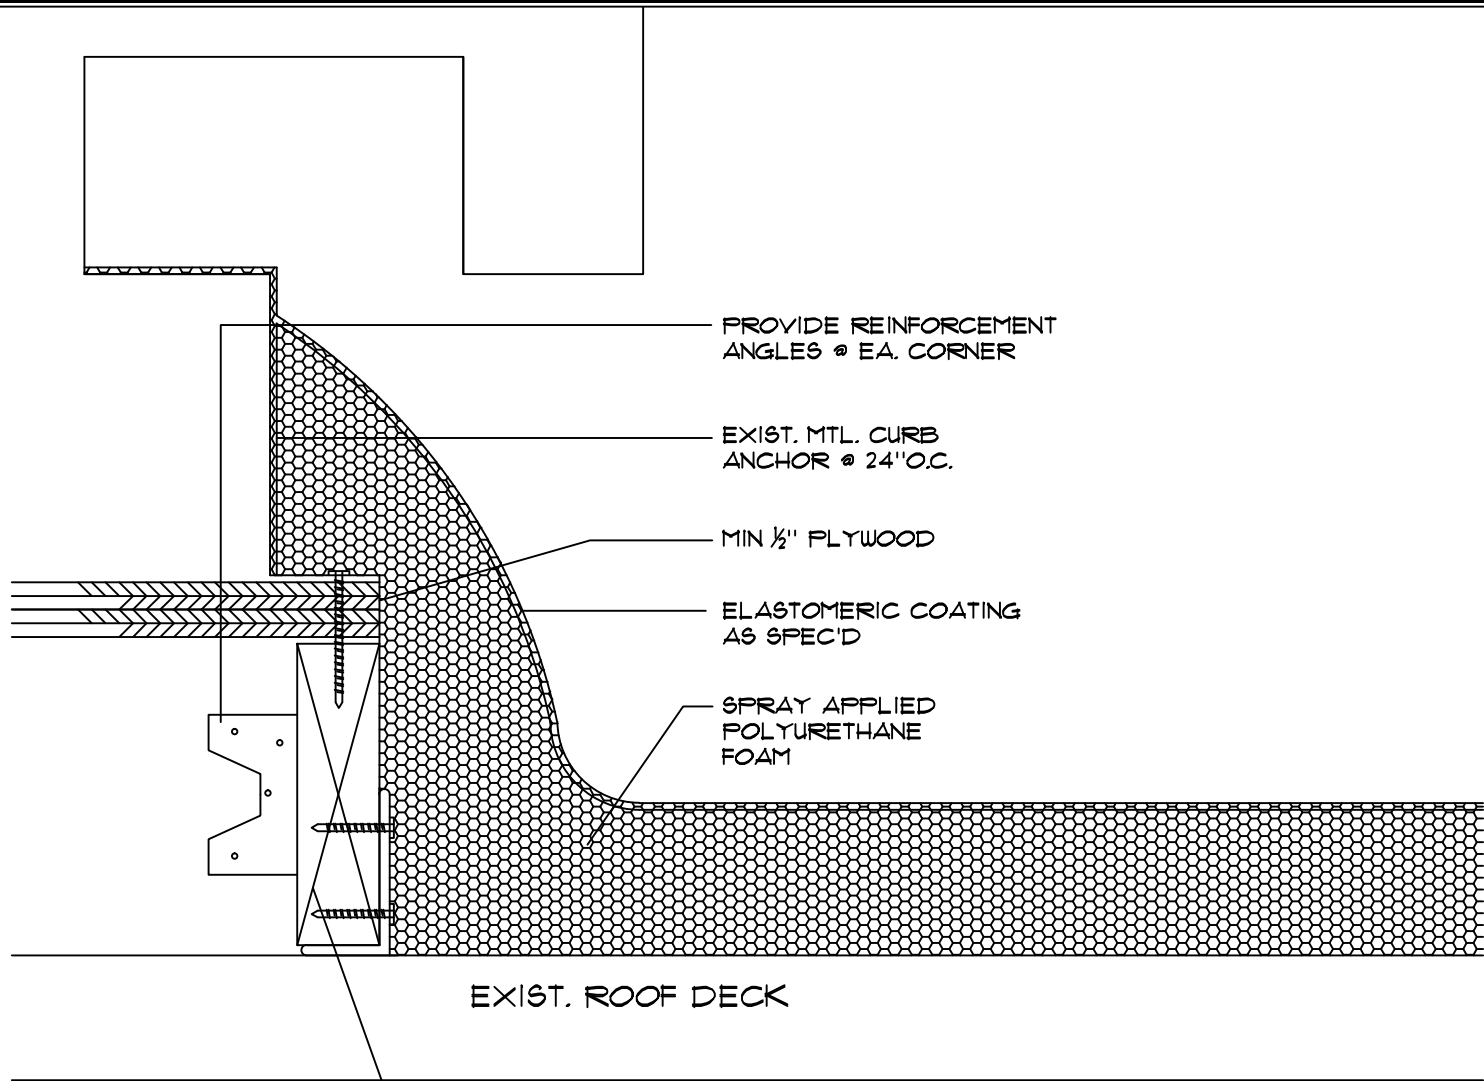 PROVIDE REINFORCEMENT
ANGLES @ EA. CORNER
EXIST. MTL. CURB
ANCHOR @ 24"O.C.
MIN ½" PLYWOOD
ELASTOMERIC COATING
AS SPEC'D
SPRAY APPLIED
POLYURETHANE
FOAM
EXIST. ROOF DECK